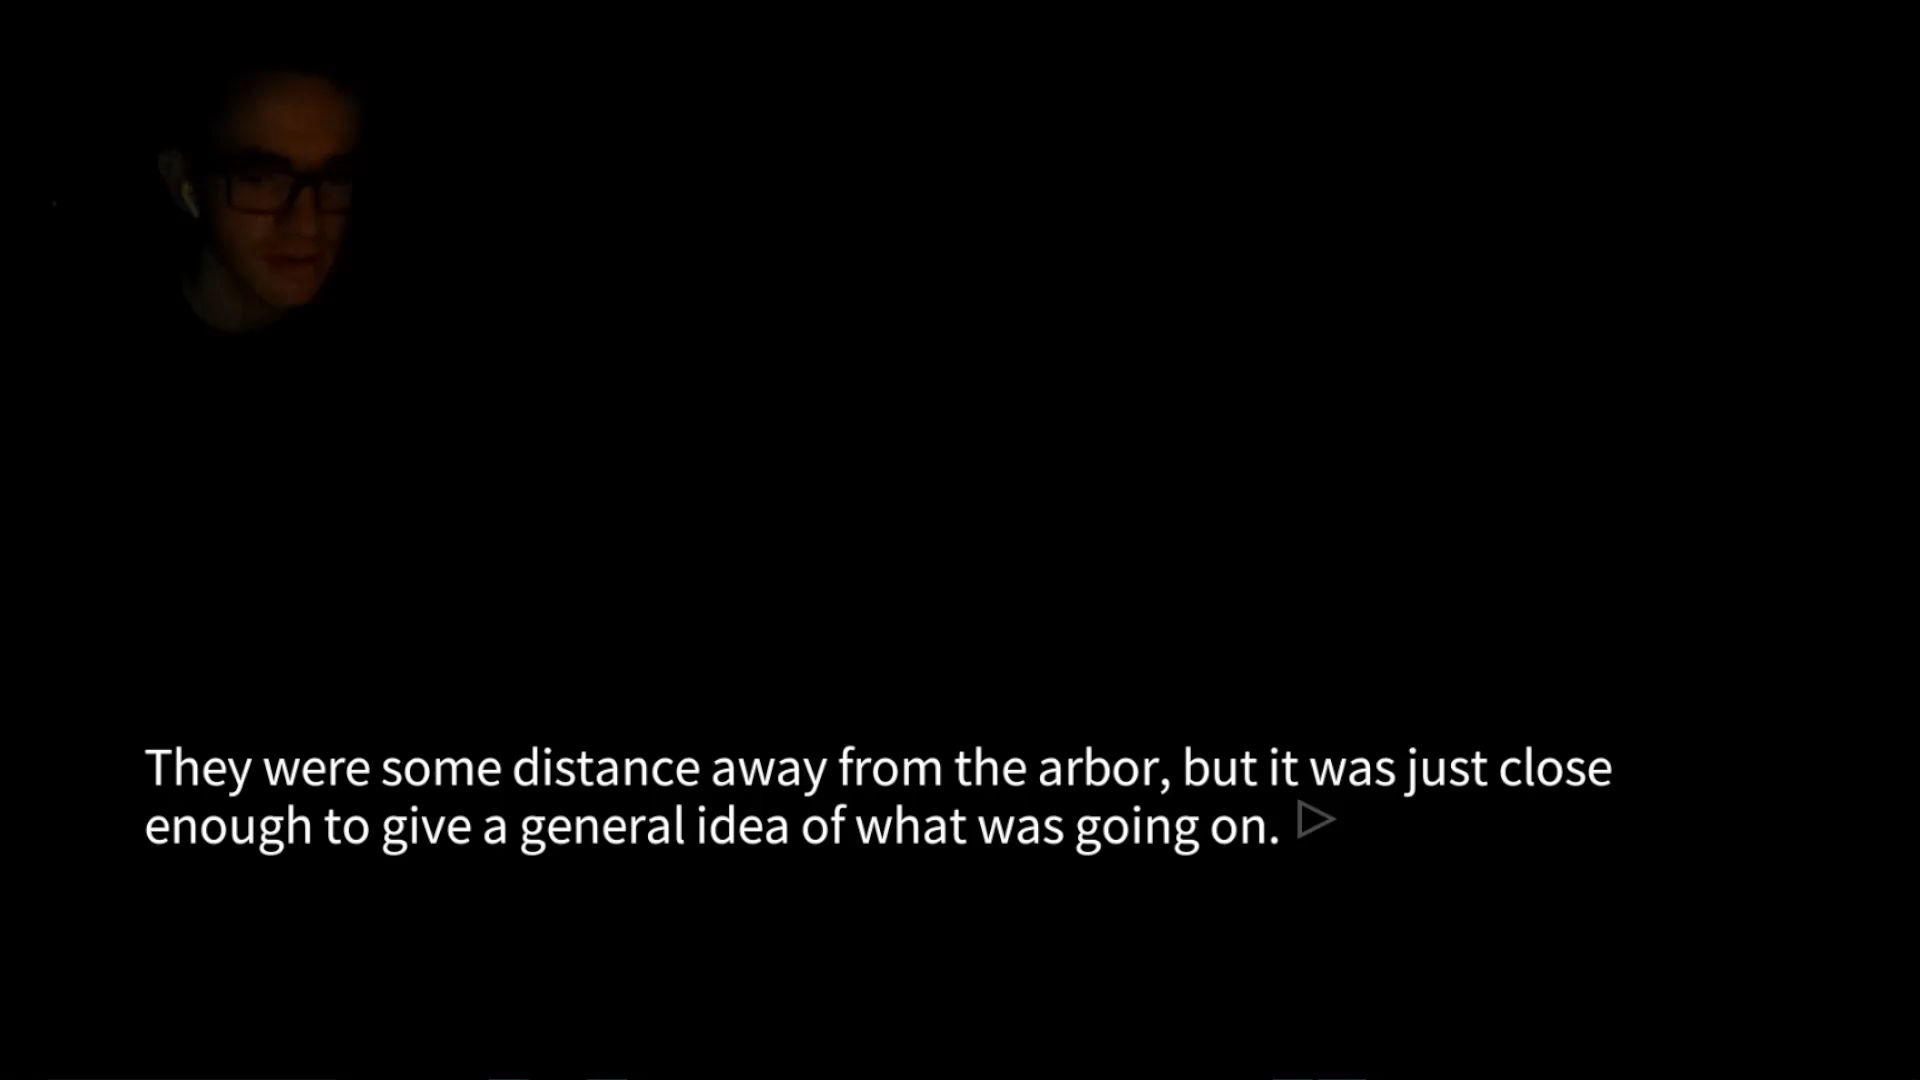 They were some distance away from the arbor, but it was just close
enough to give a general idea of what was going on.